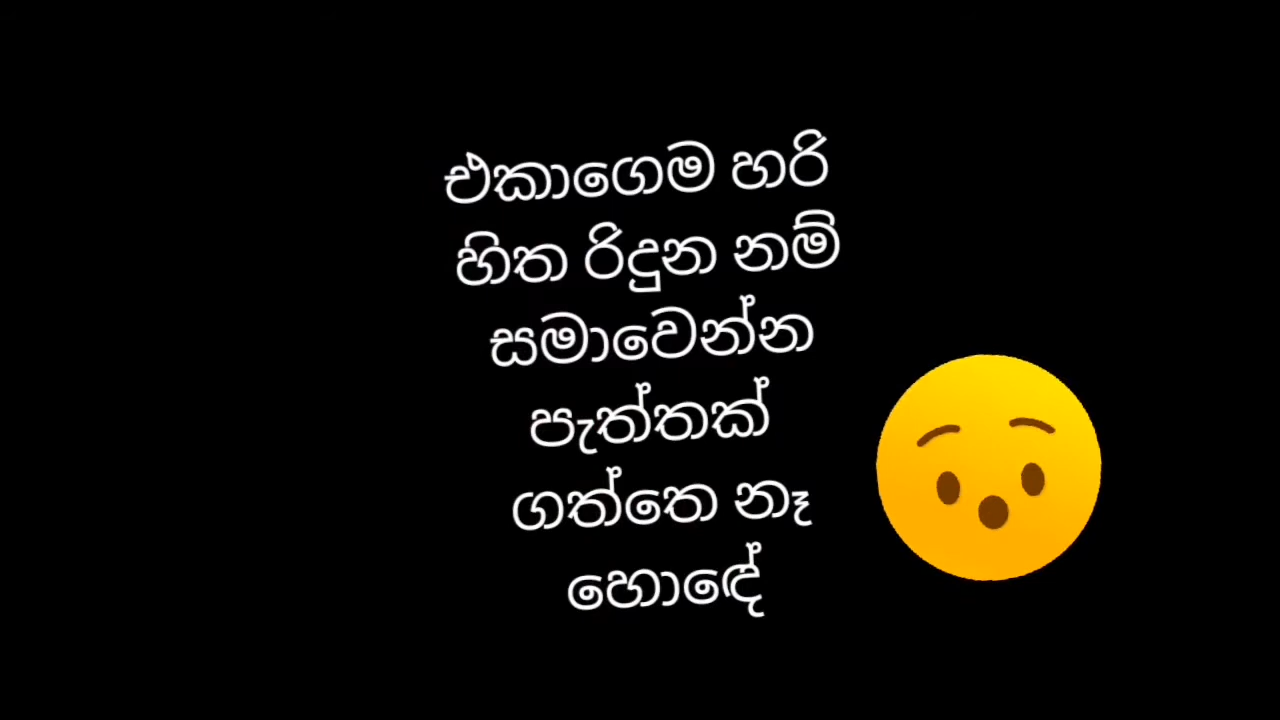 එකාගෙම හරි
හිත රිදුන නම්
සමාවෙන්න
පැත්තක්
ගත්තෙ නෑ
හොඳේ